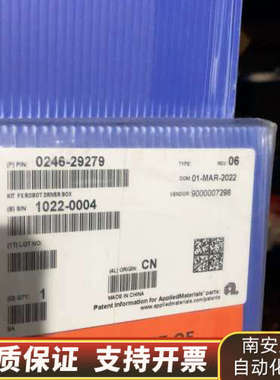 (P) P/N: 0246-29279
TYPE:
REV: 06
KIT FX ROBOT DRIVER BOX
DOM: 01-MAR-2022
(S) S/N: 1022-0004
VENDOR: 9000007298
(1T) LOT NO:
(4L) ORIGIN: CN
MADE IN CHINA
(Q) QTY: 1
Patent Information for AppliedMaterials' parts:
质保证 支持开票
南安
自动化